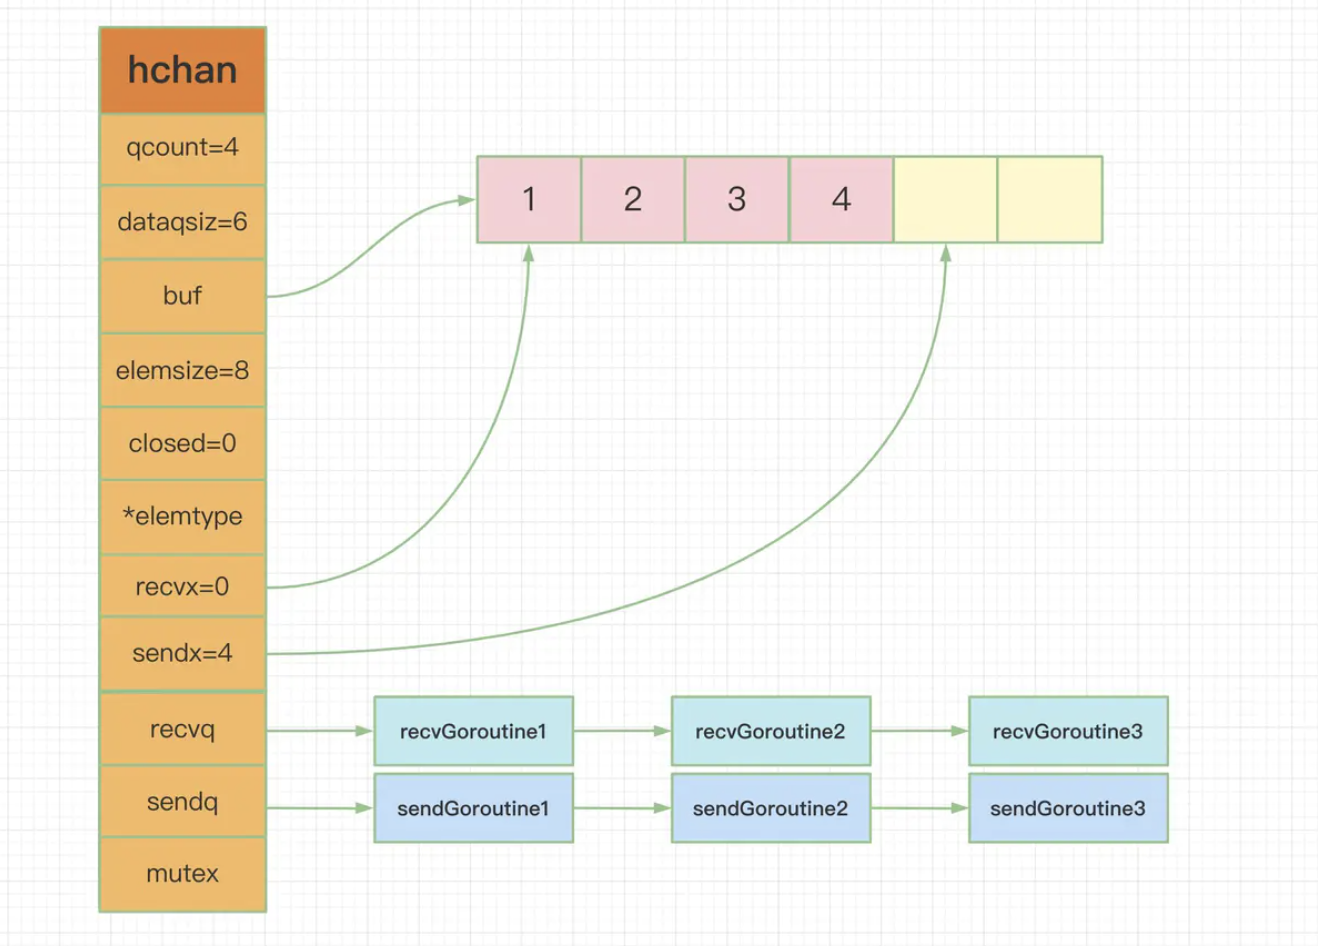 hchan
qcount=4
dataqsiz=6
buf
elemsize=8
closed=0
*elemtype
recvx=0
sendx=4
recvq
sendq
mutex
1 2 3 4
recvGoroutine1 recvGoroutine2 recvGoroutine3
sendGoroutine1 sendGoroutine2 sendGoroutine3